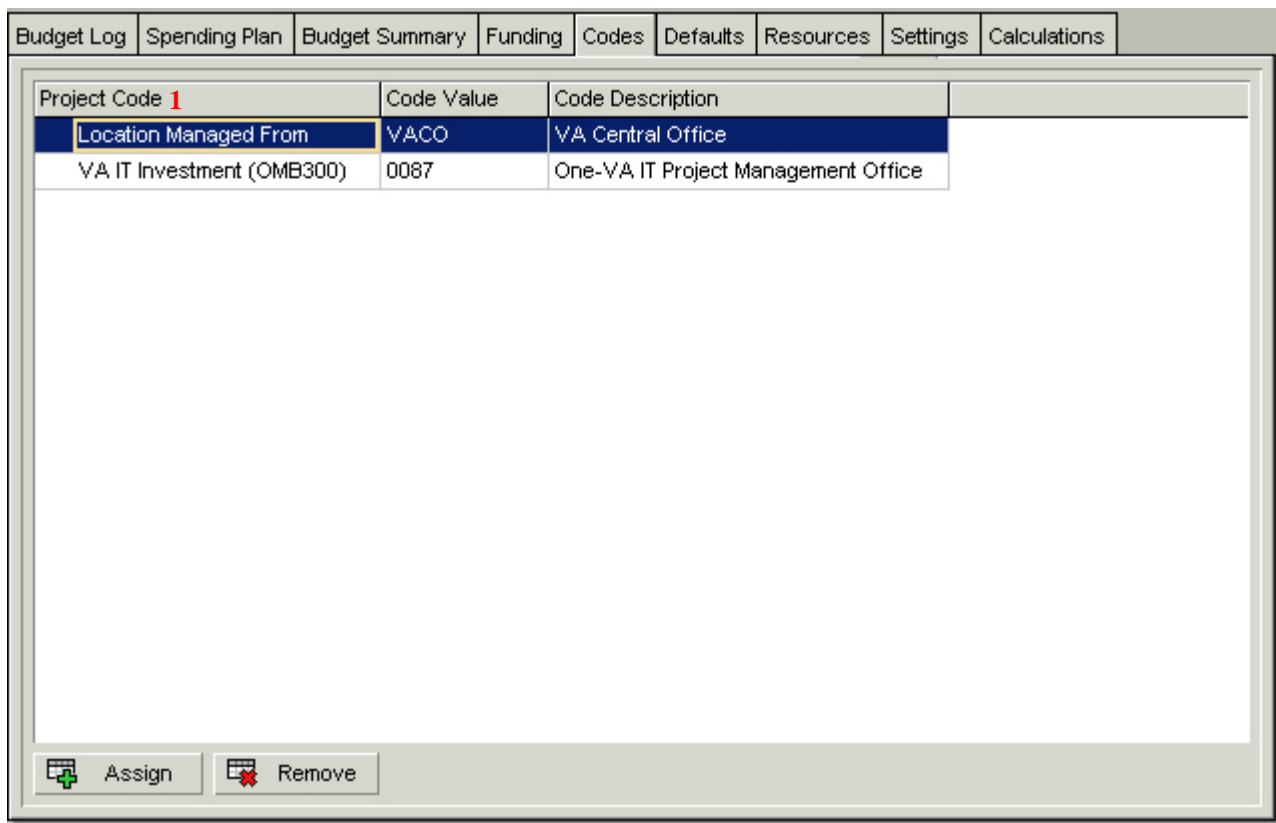 Budget Log Spending Plan Budget Summary Funding Codes Defaults Resources Settings Calculations
Project Code 1 Code Value Code Description
Location Managed From VACO VA Central Office
VA IT Investment (OMB300) 0087 One-VA IT Project Management Office
Assign Remove